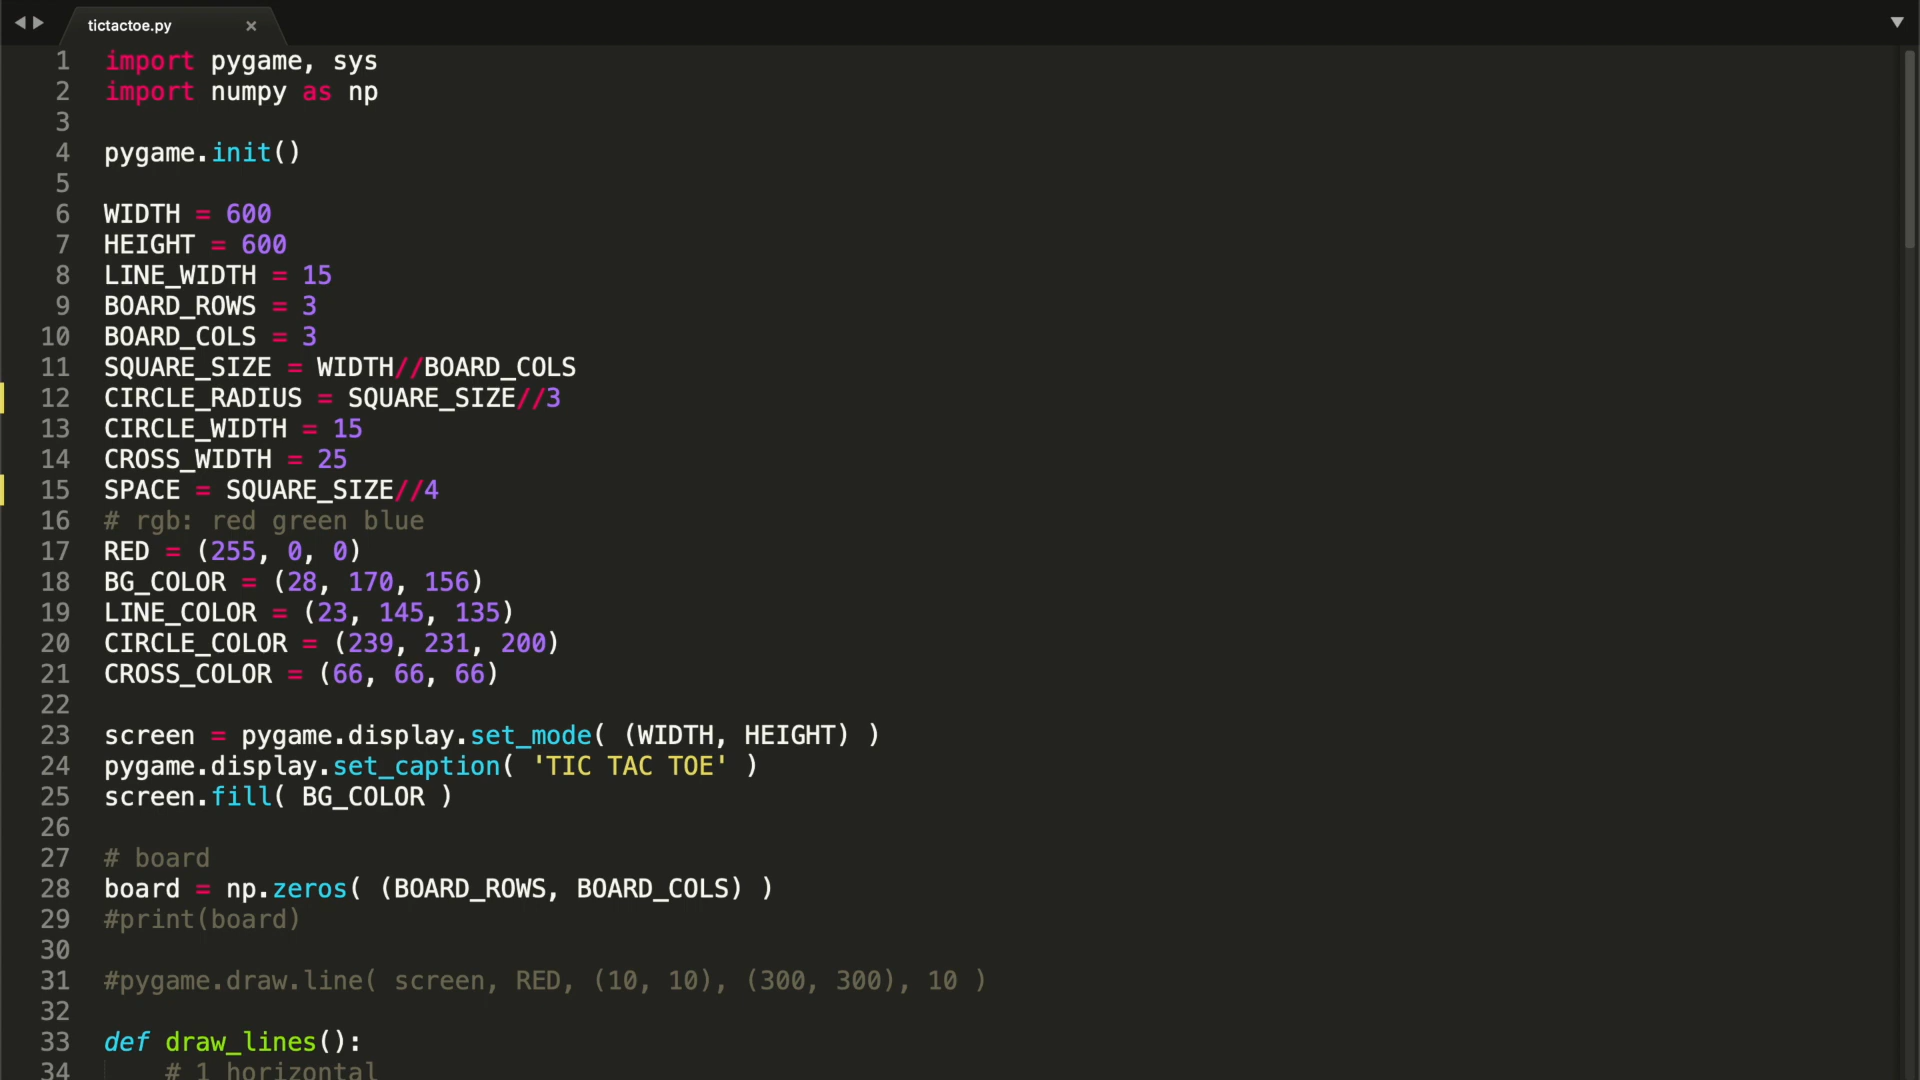 tictactoe.py ×
1 import pygame, sys
2 import numpy as np
3
4 pygame.init()
5
6 WIDTH = 600
7 HEIGHT = 600
8 LINE_WIDTH = 15
9 BOARD_ROWS = 3
10 BOARD_COLS = 3
11 SQUARE_SIZE = WIDTH//BOARD_COLS
12 CIRCLE_RADIUS = SQUARE_SIZE//3
13 CIRCLE_WIDTH = 15
14 CROSS_WIDTH = 25
15 SPACE = SQUARE_SIZE//4
16 # rgb: red green blue
17 RED = (255, 0, 0)
18 BG_COLOR = (28, 170, 156)
19 LINE_COLOR = (23, 145, 135)
20 CIRCLE_COLOR = (239, 231, 200)
21 CROSS_COLOR = (66, 66, 66)
22
23 screen = pygame.display.set_mode( (WIDTH, HEIGHT) )
24 pygame.display.set_caption( 'TIC TAC TOE' )
25 screen.fill( BG_COLOR )
26
27 # board
28 board = np.zeros( (BOARD_ROWS, BOARD_COLS) )
29 #print(board)
30
31 #pygame.draw.line( screen, RED, (10, 10), (300, 300), 10 )
32
33 def draw_lines():
34 # 1 horizontal